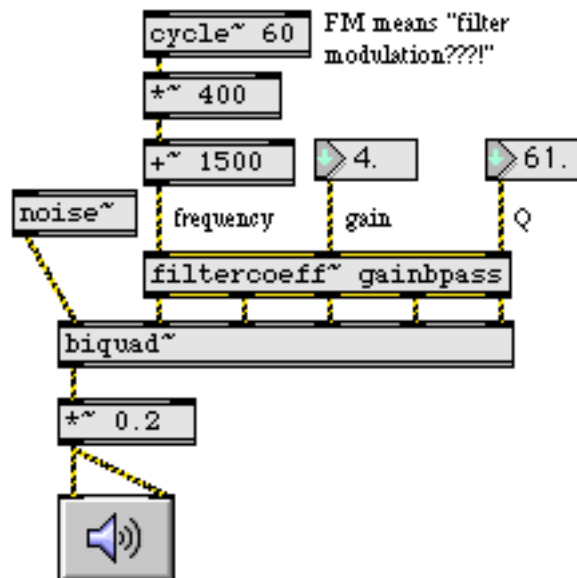 cycle~ 60
FM means "filter
modulation???!"
*~ 400
+~ 1500
4.
61.
noise~
frequency
gain
Q
filtercoeff~ gainbpass
biquad~
*~ 0.2